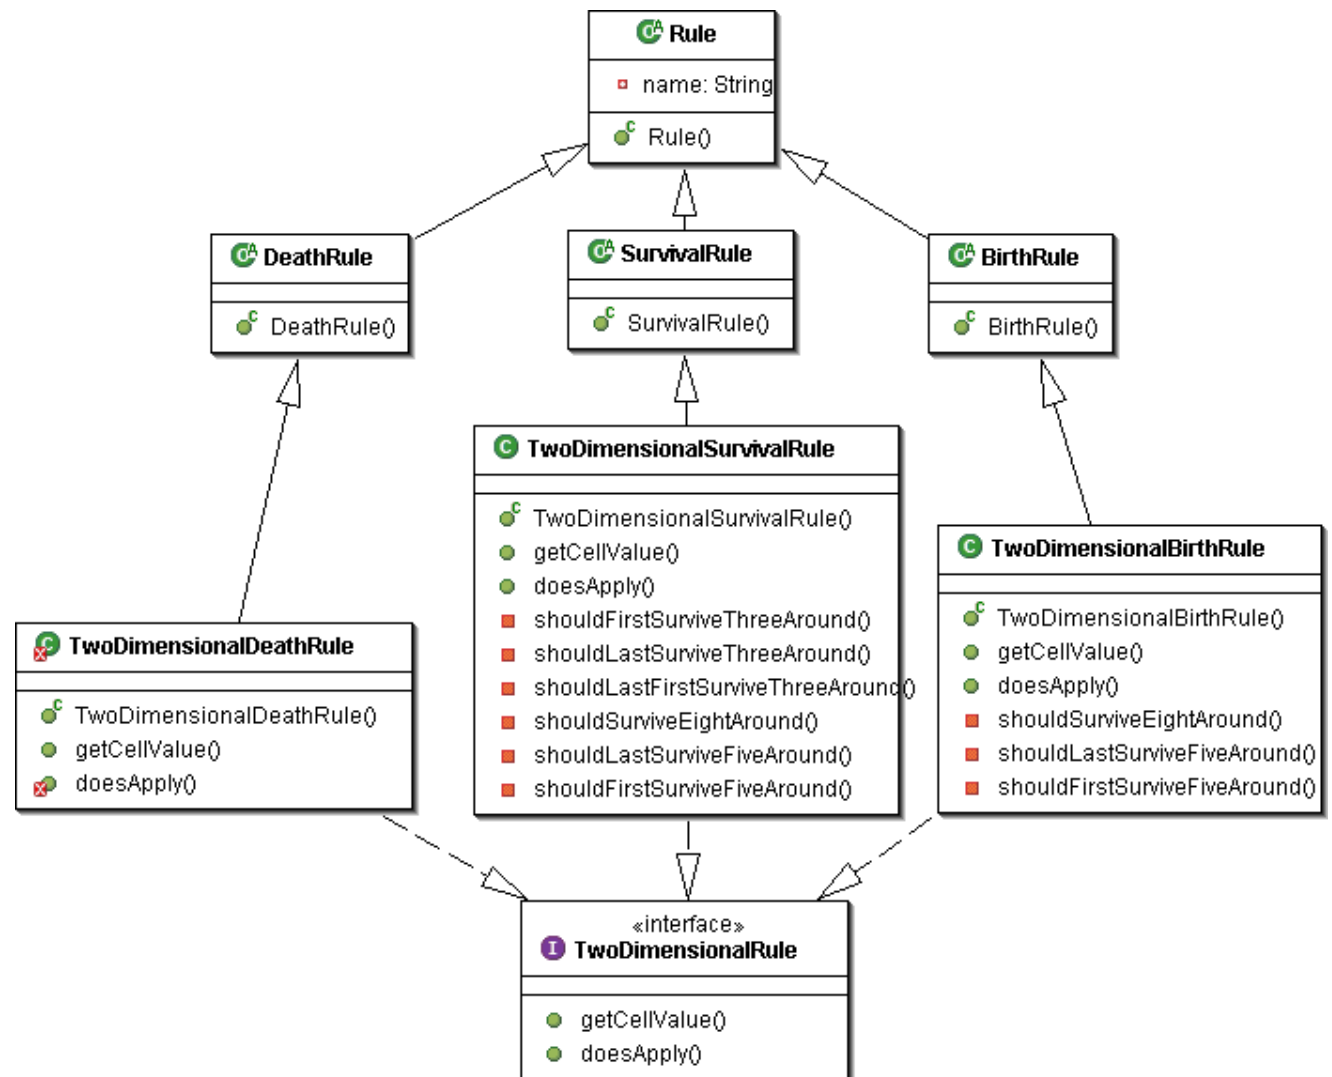 Rule
name: String
Rule()
DeathRule
DeathRule()
SurvivalRule
SurvivalRule()
BirthRule
BirthRule()
TwoDimensionalSurvivalRule
TwoDimensionalSurvivalRule()
getCellValue()
doesApply()
shouldFirstSurviveThreeAround()
shouldLastSurviveThreeAround()
shouldLastFirstSurviveThreeAround()
shouldSurviveEightAround()
shouldLastSurviveFiveAround()
shouldFirstSurviveFiveAround()
TwoDimensionalBirthRule
TwoDimensionalBirthRule()
getCellValue()
doesApply()
shouldSurviveEightAround()
shouldLastSurviveFiveAround()
shouldFirstSurviveFiveAround()
TwoDimensionalDeathRule
TwoDimensionalDeathRule()
getCellValue()
doesApply()
«interface»
TwoDimensionalRule
getCellValue()
doesApply()